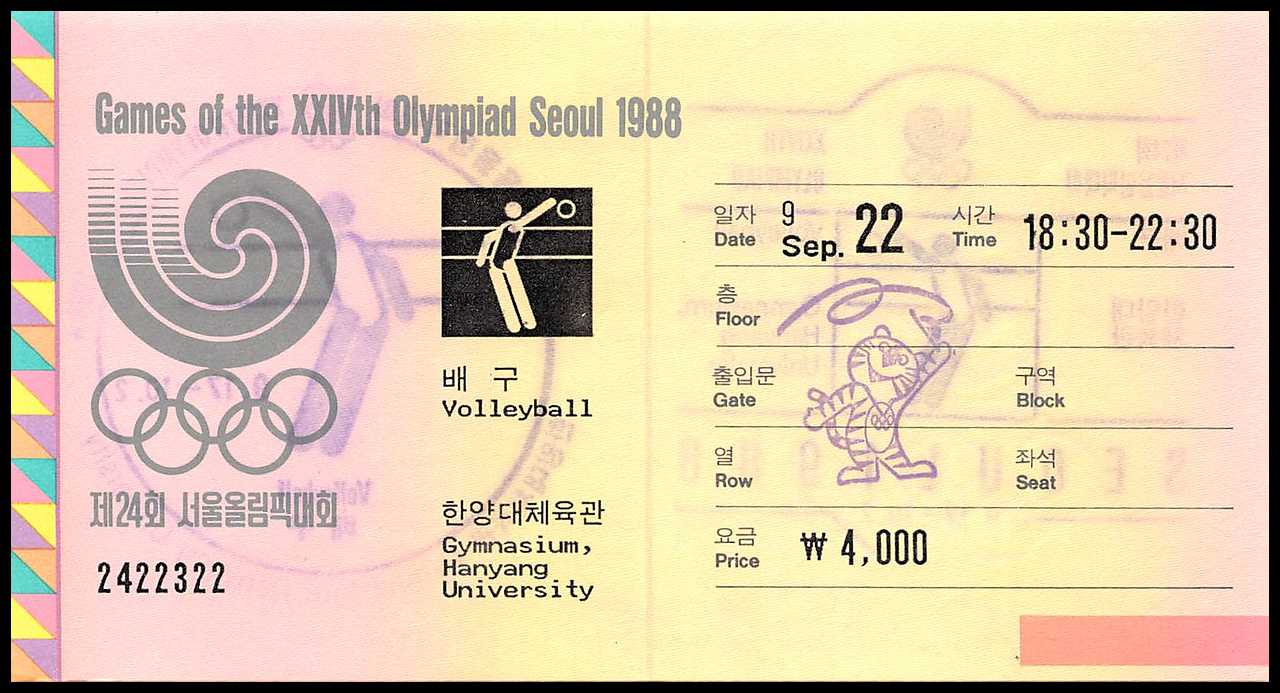 Games of the XXIVth Olympiad Seoul 1988
제24회 서울올림픽대회
2422322
배 구
Volleyball
한양대체육관
Gymnasium,
Hanyang
University
일자 9 시간
Date Sep. 22 Time 18:30-22:30
층
Floor
출입문 구역
Gate Block
열 좌석
Row Seat
요금
Price ₩ 4,000